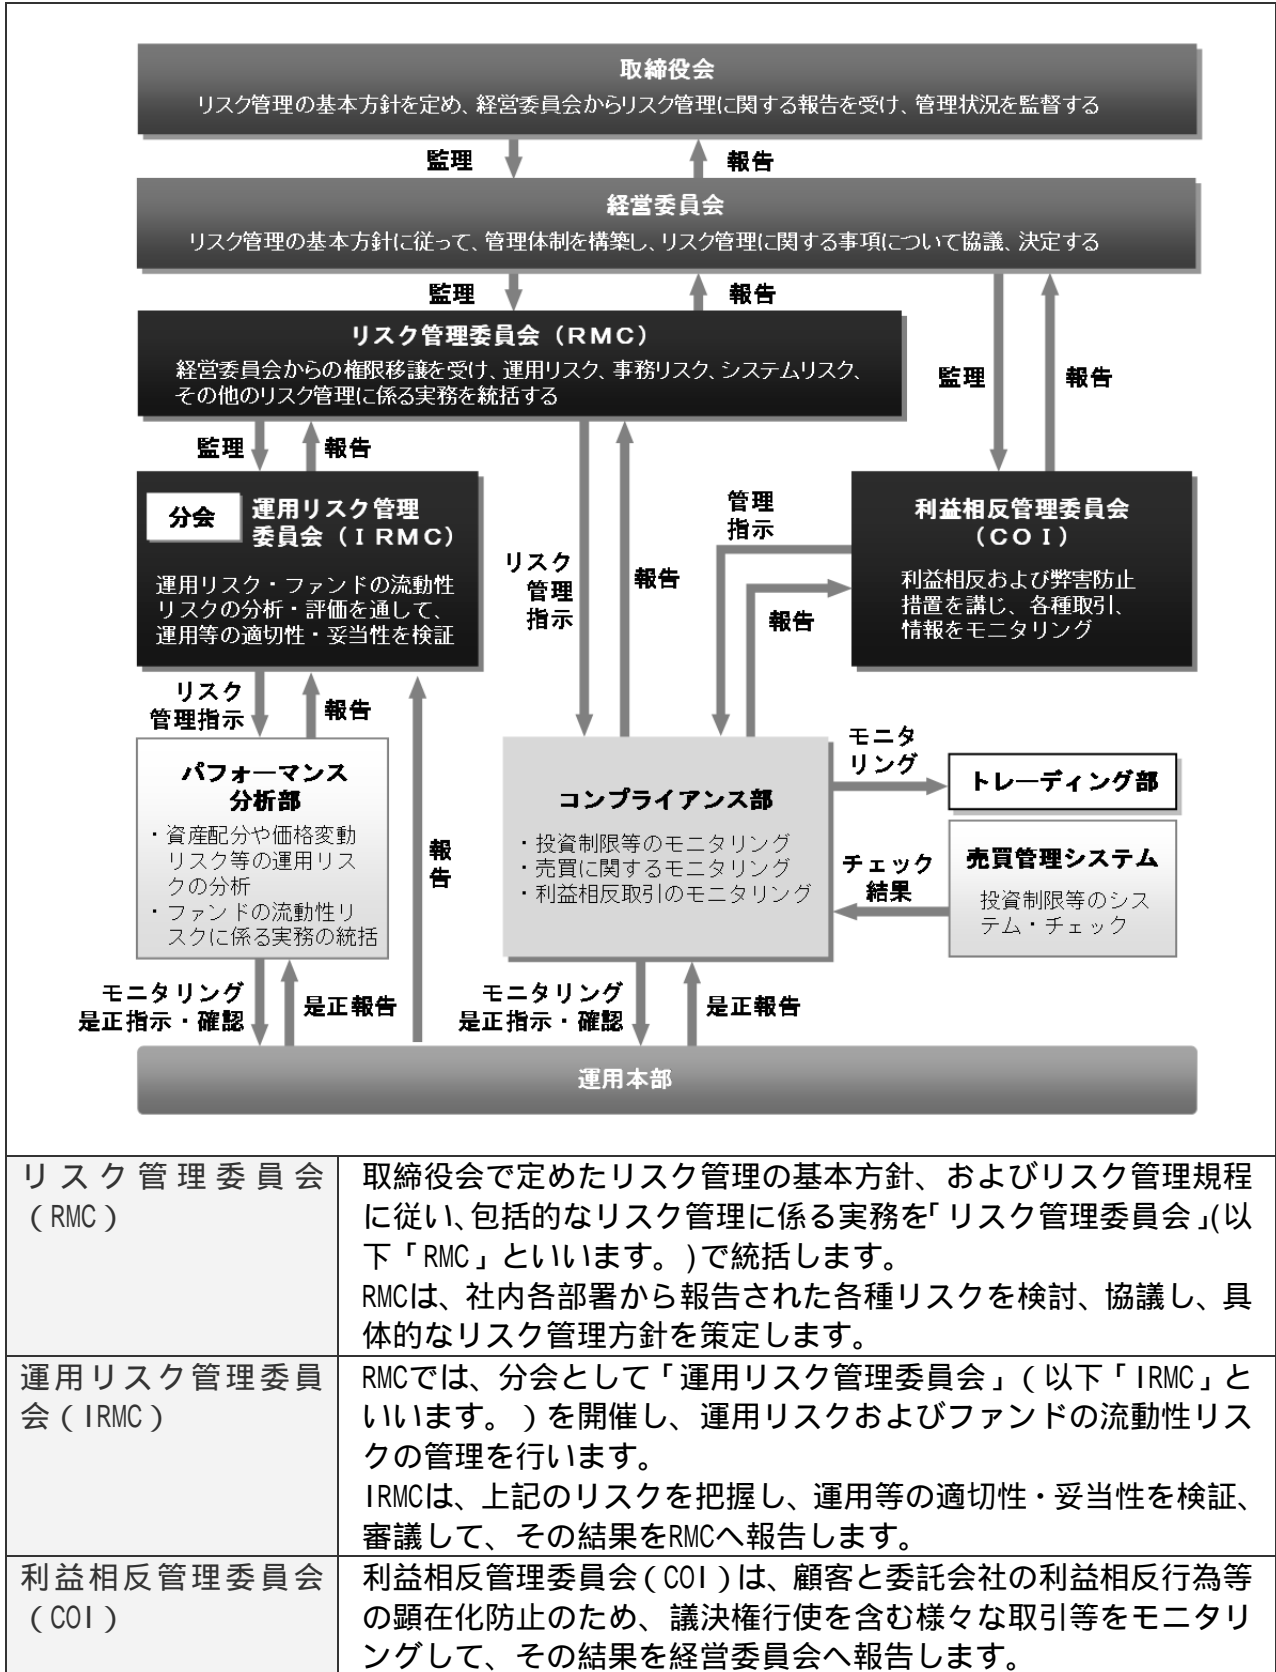 取締役会
リスク管理の基本方針を定め、経営委員会からリスク管理に関する報告を受け、管理状況を監督する
監理
報告
経営委員会
リスク管理の基本方針に従って、管理体制を構築し、リスク管理に関する事項について協議、決定する
監理
報告
リスク管理委員会（RMC）
経営委員会からの権限移譲を受け、運用リスク、事務リスク、システムリスク、
その他のリスク管理に係る実務を統括する
監理
報告
監理
報告
分会
運用リスク管理
委員会（IRMC）
運用リスク・ファンドの流動性
リスクの分析・評価を通して、
運用等の適切性・妥当性を検証
リスク
管理
指示
報告
管理
指示
報告
利益相反管理委員会
（COI）
利益相反および弊害防止
措置を講じ、各種取引、
情報をモニタリング
リスク
管理指示
報告
パフォーマンス
分析部
・資産配分や価格変動
リスク等の運用リス
クの分析
・ファンドの流動性リ
スクに係る実務の統括
報
告
コンプライアンス部
・投資制限等のモニタリング
・売買に関するモニタリング
・利益相反取引のモニタリング
モニタ
リング
トレーディング部
チェック
結果
売買管理システム
投資制限等のシス
テム・チェック
モニタリング
是正指示・確認
是正報告
モニタリング
是正指示・確認
是正報告
運用本部
リスク管理委員会
（RMC）
取締役会で定めたリスク管理の基本方針、およびリスク管理規程
に従い、包括的なリスク管理に係る実務を「リスク管理委員会」(以
下「RMC」といいます。)で統括します。
RMCは、社内各部署から報告された各種リスクを検討、協議し、具
体的なリスク管理方針を策定します。
運用リスク管理委員
会（IRMC）
RMCでは、分会として「運用リスク管理委員会」（以下「IRMC」と
いいます。）を開催し、運用リスクおよびファンドの流動性リス
クの管理を行います。
IRMCは、上記のリスクを把握し、運用等の適切性・妥当性を検証、
審議して、その結果をRMCへ報告します。
利益相反管理委員会
（COI）
利益相反管理委員会（COI）は、顧客と委託会社の利益相反行為等
の顕在化防止のため、議決権行使を含む様々な取引等をモニタリ
ングして、その結果を経営委員会へ報告します。